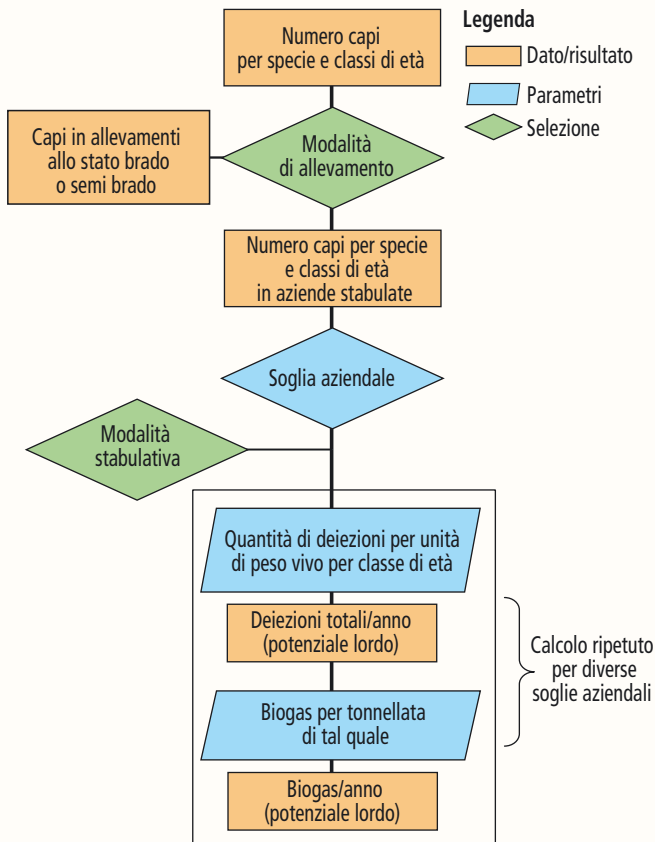 Numero capi
per specie e classi di età
Legenda
Dato/risultato
Parametri
Selezione
Capi in allevamenti
allo stato brado
o semi brado
Modalità
di allevamento
Numero capi per specie
e classi di età
in aziende stabulate
Soglia aziendale
Modalità
stabulativa
Quantità di deiezioni per unità
di peso vivo per classe di età
Deiezioni totali/anno
(potenziale lordo)
Biogas per tonnellata
di tal quale
Biogas/anno
(potenziale lordo)
Calcolo ripetuto
per diverse
soglie aziendali